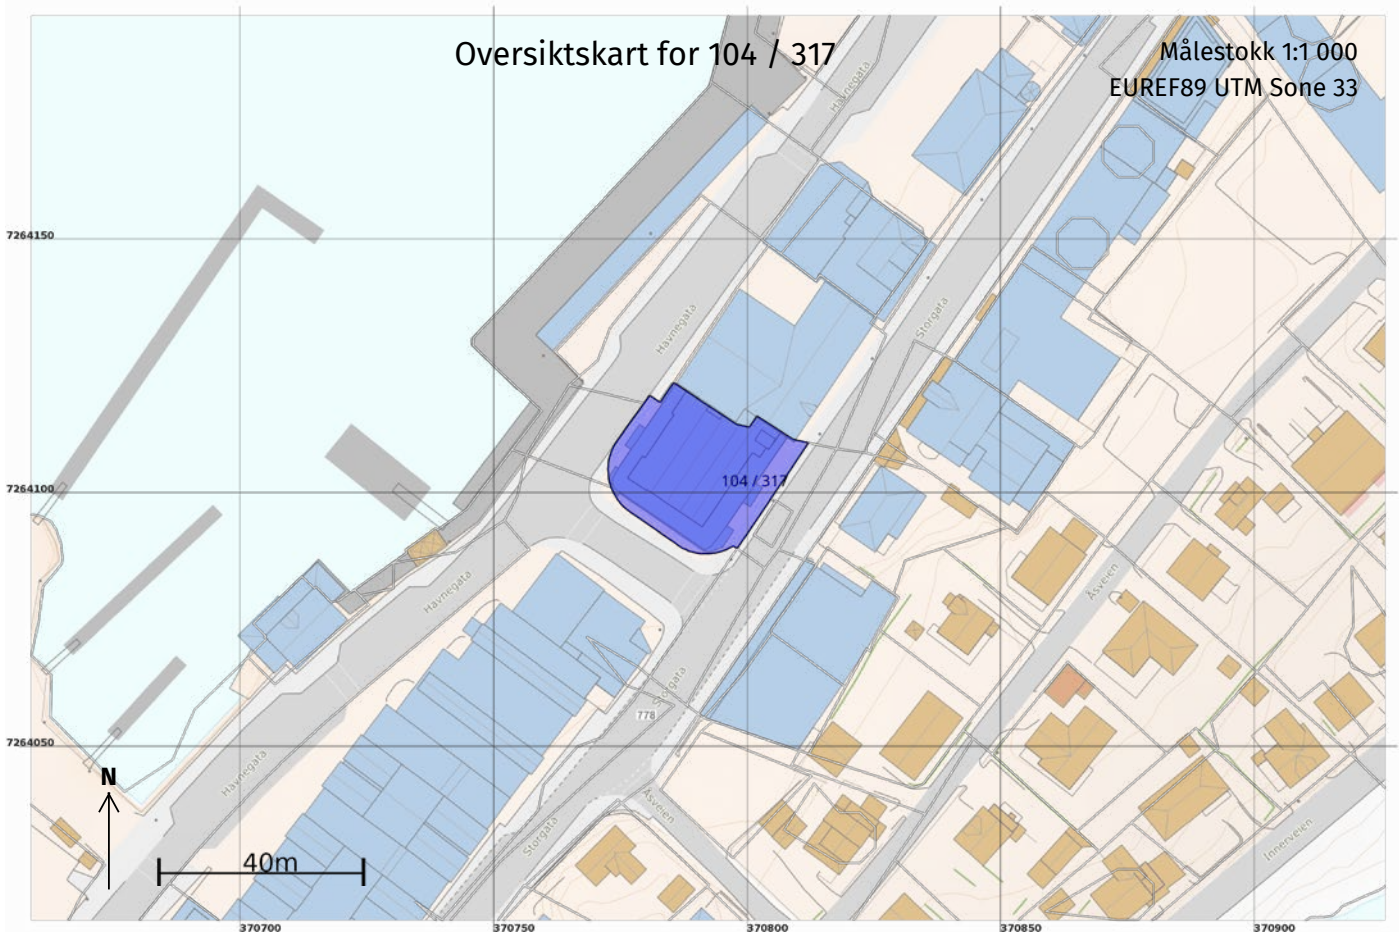 Oversiktskart for 104 / 317
Målestokk 1:1 000
EUREF89 UTM Sone 33
Havnegata
7264150
Havnegata
Storgata
104 / 317
7264100
Havnegata
Åsveien
Storgata
778
7264050
Havnegata
N
Åsveien
Storgata
Innerveien
40m
370700
370750
370800
370850
370900